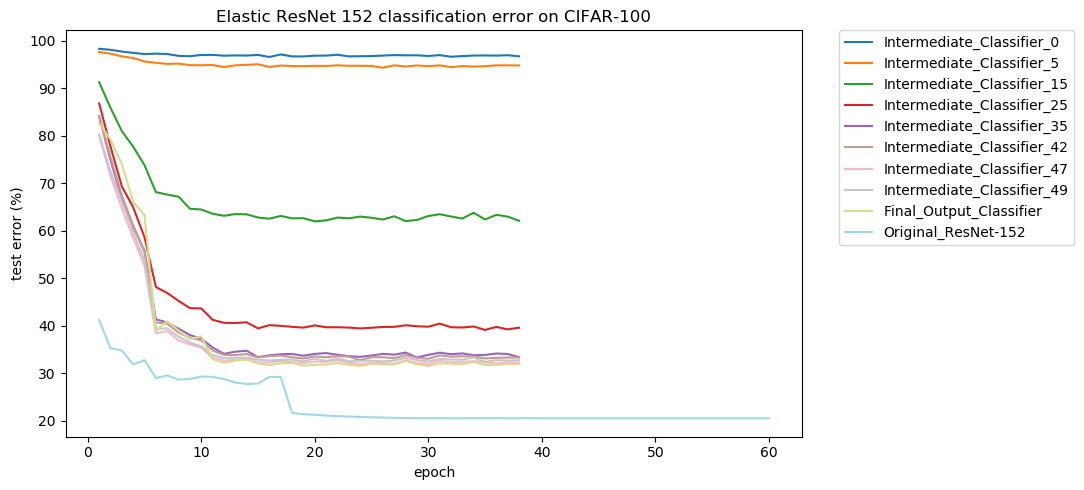 Elastic ResNet 152 classification error on CIFAR-100
100
90
80
70
60
50
40
30
20
test error (%)
0
10
20
30
40
50
60
epoch
Intermediate_Classifier_0
Intermediate_Classifier_5
Intermediate_Classifier_15
Intermediate_Classifier_25
Intermediate_Classifier_35
Intermediate_Classifier_42
Intermediate_Classifier_47
Intermediate_Classifier_49
Final_Output_Classifier
Original_ResNet-152